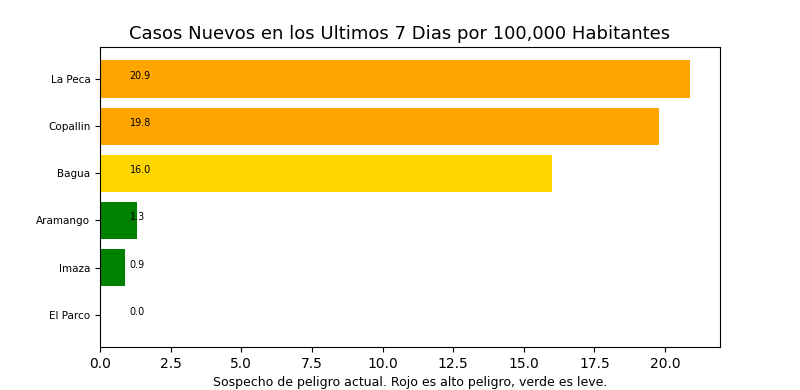 Casos Nuevos en los Ultimos 7 Dias por 100,000 Habitantes
La Peca 20.9
Copallin 19.8
Bagua 16.0
Aramango 1.3
Imaza 0.9
El Parco 0.0
0.0 2.5 5.0 7.5 10.0 12.5 15.0 17.5 20.0
Sospecho de peligro actual. Rojo es alto peligro, verde es leve.